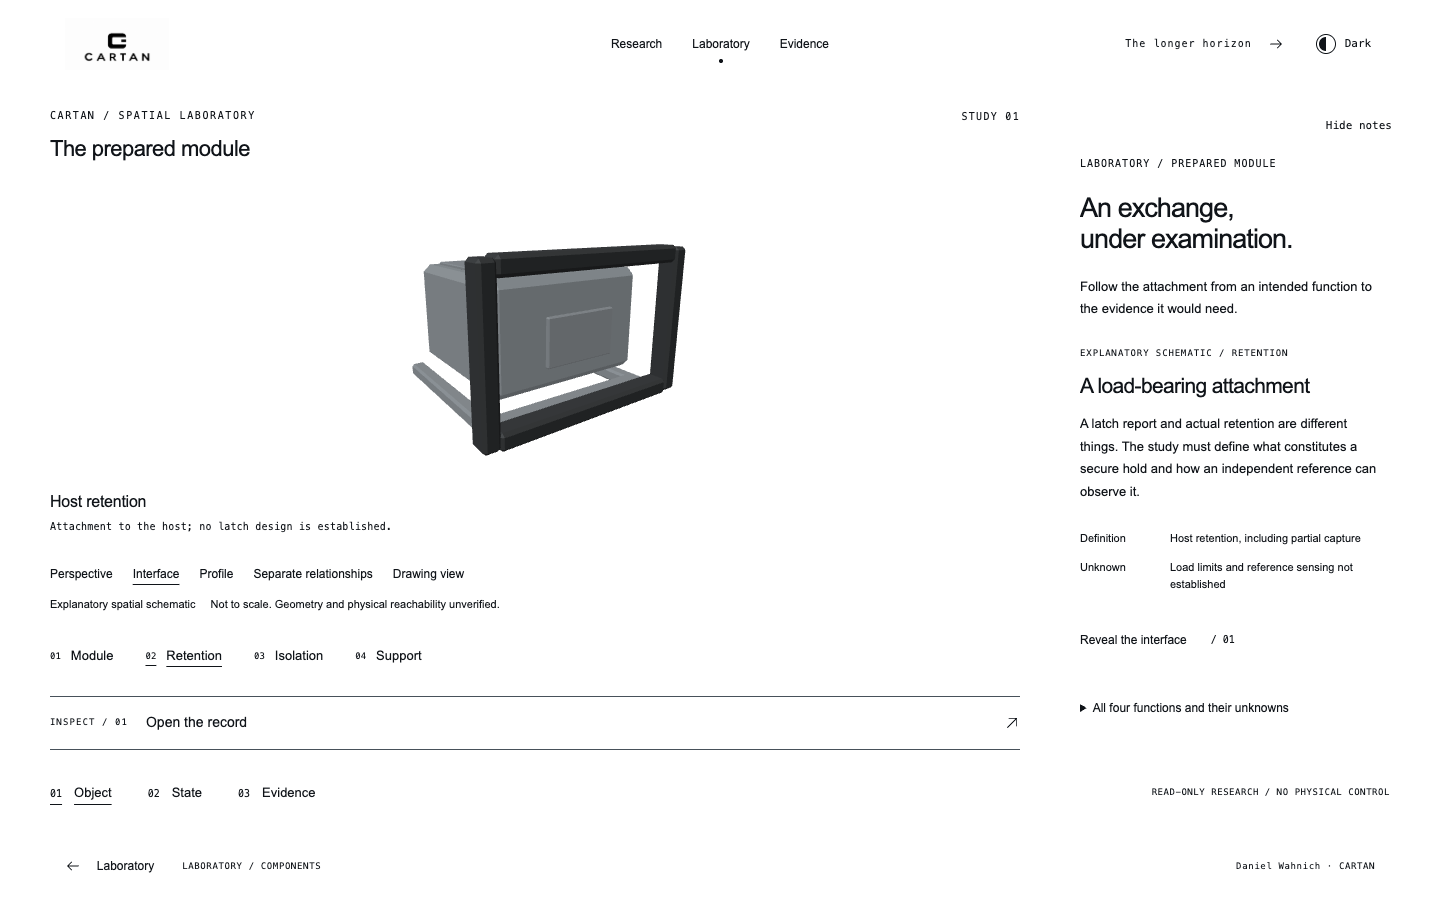 CARTAN
Research
Laboratory
Evidence
The longer horizon
Dark
CARTAN / SPATIAL LABORATORY
STUDY 01
The prepared module
Host retention
Attachment to the host; no latch design is established.
Perspective
Interface
Profile
Separate relationships
Drawing view
Explanatory spatial schematic
Not to scale. Geometry and physical reachability unverified.
01 Module
02 Retention
03 Isolation
04 Support
INSPECT / 01 Open the record
01 Object
02 State
03 Evidence
Hide notes
LABORATORY / PREPARED MODULE
An exchange,
under examination.
Follow the attachment from an intended function to
the evidence it would need.
EXPLANATORY SCHEMATIC / RETENTION
A load-bearing attachment
A latch report and actual retention are different
things. The study must define what constitutes a
secure hold and how an independent reference can
observe it.
Definition
Host retention, including partial capture
Unknown
Load limits and reference sensing not
established
Reveal the interface / 01
All four functions and their unknowns
READ-ONLY RESEARCH / NO PHYSICAL CONTROL
Laboratory
LABORATORY / COMPONENTS
Daniel Wahnich · CARTAN